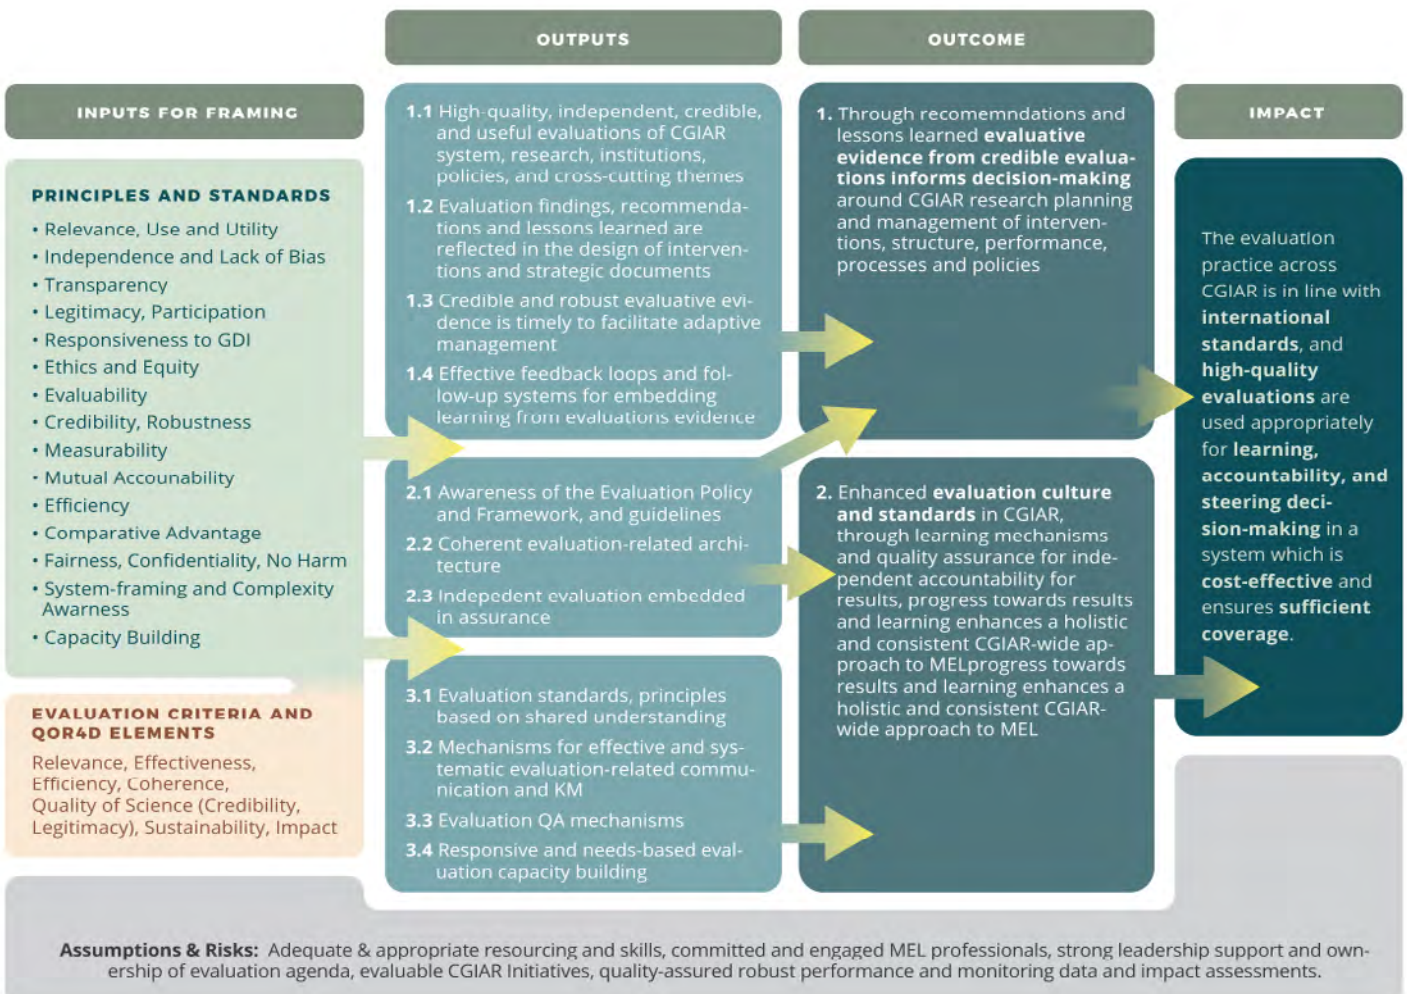 INPUTS FOR FRAMING
PRINCIPLES AND STANDARDS
• Relevance, Use and Utility
• Independence and Lack of Bias
• Transparency
• Legitimacy, Participation
• Responsiveness to GDI
• Ethics and Equity
• Evaluability
• Credibility, Robustness
• Measurability
• Mutual Accounability
• Efficiency
• Comparative Advantage
• Fairness, Confidentiality, No Harm
• System-framing and Complexity
Awarness
• Capacity Building
EVALUATION CRITERIA AND
QOR4D ELEMENTS
Relevance, Effectiveness,
Efficiency, Coherence,
Quality of Science (Credibility,
Legitimacy), Sustainability, Impact
OUTPUTS
1.1 High-quality, independent, credible,
and useful evaluations of CGIAR
system, research, institutions,
policies, and cross-cutting themes
1.2 Evaluation findings, recommenda-
tions and lessons learned are
reflected in the design of interven-
tions and strategic documents
1.3 Credible and robust evaluative evi-
dence is timely to facilitate adaptive
management
1.4 Effective feedback loops and fol-
low-up systems for embedding
learning from evaluations evidence
2.1 Awareness of the Evaluation Policy
and Framework, and guidelines
2.2 Coherent evaluation-related archi-
tecture
2.3 Indepedent evaluation embedded
in assurance
3.1 Evaluation standards, principles
based on shared understanding
3.2 Mechanisms for effective and sys-
tematic evaluation-related commu-
nication and KM
3.3 Evaluation QA mechanisms
3.4 Responsive and needs-based eval-
uation capacity building
OUTCOME
1. Through recomemndations and
lessons learned evaluative
evidence from credible evalua-
tions informs decision-making
around CGIAR research planning
and management of interven-
tions, structure, performance,
processes and policies
2. Enhanced evaluation culture
and standards in CGIAR,
through learning mechanisms
and quality assurance for inde-
pendent accountability for
results, progress towards results
and learning enhances a holistic
and consistent CGIAR-wide ap-
proach to MELprogress towards
results and learning enhances a
holistic and consistent CGIAR-
wide approach to MEL
IMPACT
The evaluation
practice across
CGIAR is in line with
international
standards, and
high-quality
evaluations are
used appropriately
for learning,
accountability, and
steering deci-
sion-making in a
system which is
cost-effective and
ensures sufficient
coverage.
Assumptions & Risks: Adequate & appropriate resourcing and skills, committed and engaged MEL professionals, strong leadership support and own-
ership of evaluation agenda, evaluable CGIAR Initiatives, quality-assured robust performance and monitoring data and impact assessments.